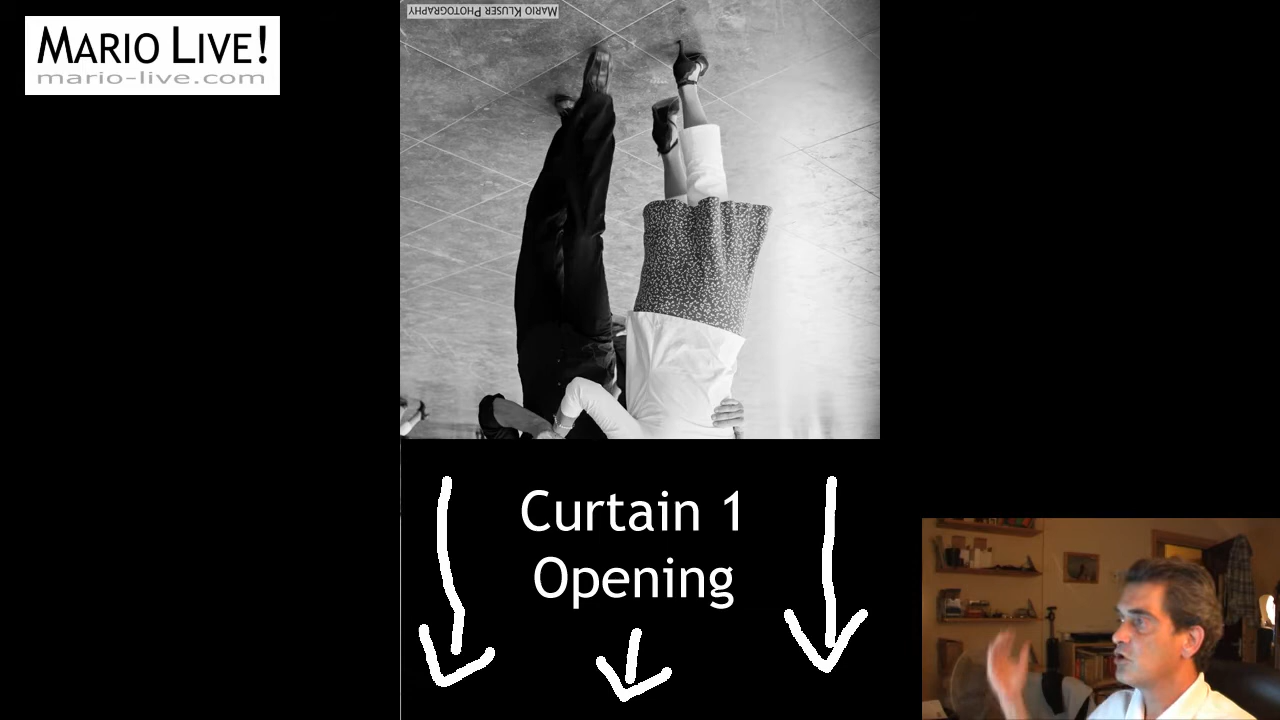 MARIO LIVE!
mario-live.com
MARIO KLUSER PHOTOGRAPHY
Curtain 1
Opening